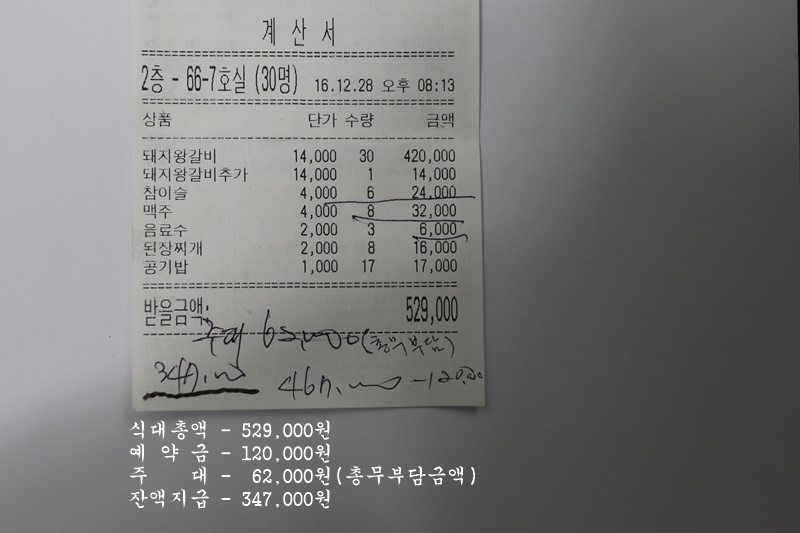 계 산 서
2층 - 66-7호실 (30명) 16.12.28 오후 08:13
상품 단가 수량 금액
돼지왕갈비 14,000 30 420,000
돼지왕갈비추가 14,000 1 14,000
참이슬 4,000 6 24,000
맥주 4,000 8 32,000
음료수 2,000 3 6,000
된장찌개 2,000 8 16,000
공기밥 1,000 17 17,000
받을금액: 529,000
(총무부담)
347,000 467,000 -120,000
식대총액 - 529,000원
예 약 금 - 120,000원
주 대 - 62,000원(총무부담금액)
잔액지급 - 347,000원